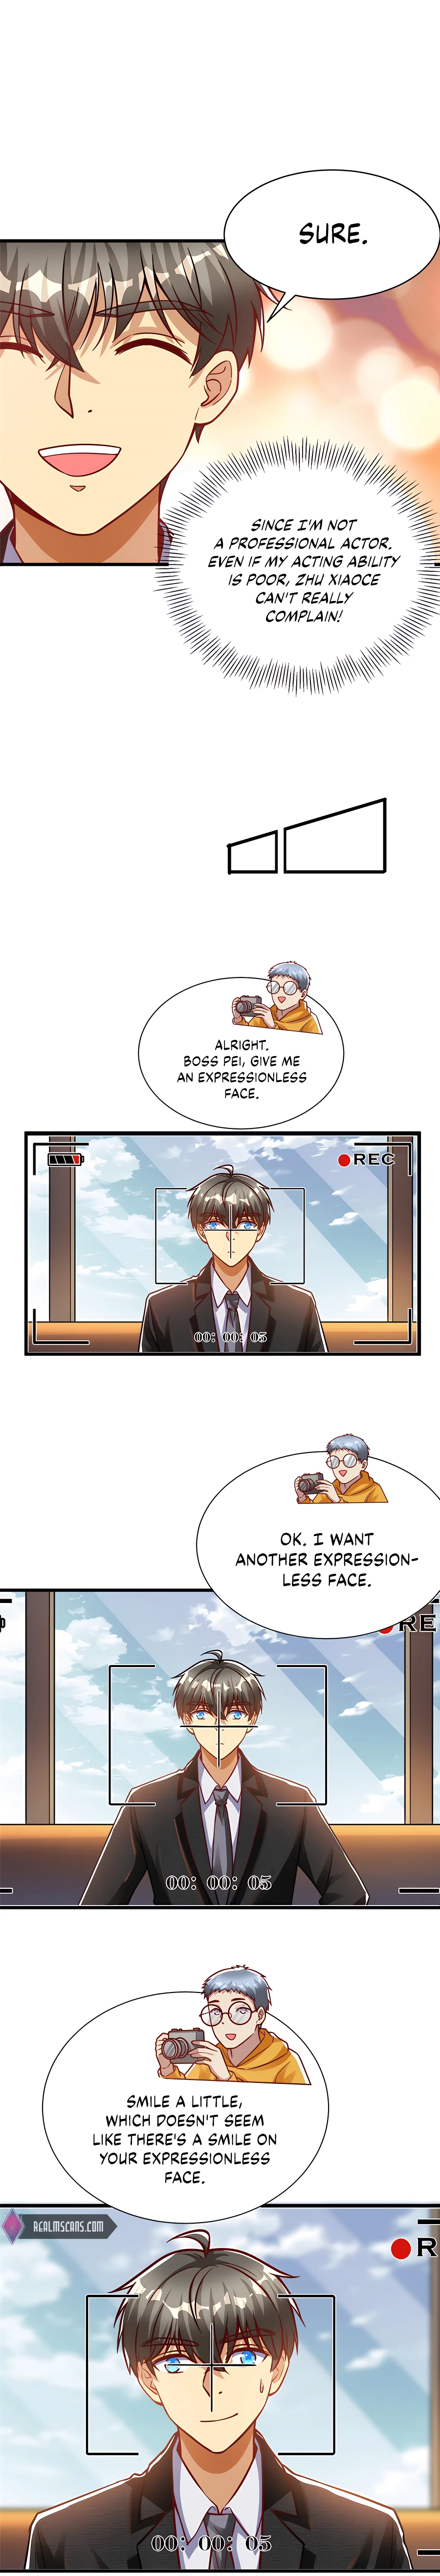 SURE.
SINCE I'M NOT
A PROFESSIONAL ACTOR.
EVEN IF MY ACTING ABILITY
IS POOR, ZHU XIAOCE
CAN'T REALLY
COMPLAIN!
ALRIGHT.
BOSS PEI, GIVE ME
AN EXPRESSIONLESS
FACE.
REC
00: 00: 05
OK. I WANT
ANOTHER EXPRESSION-
LESS FACE.
RE
00: 00: 05
SMILE A LITTLE,
WHICH DOESN'T SEEM
LIKE THERE'S A SMILE ON
YOUR EXPRESSIONLESS
FACE.
REALMSCANS.COM
R
00: 00: 05